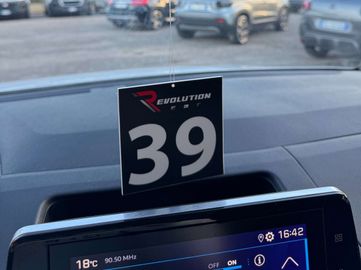 REVOLUTION
39
16:42
18°C
90.50 MHz
OFF
ON